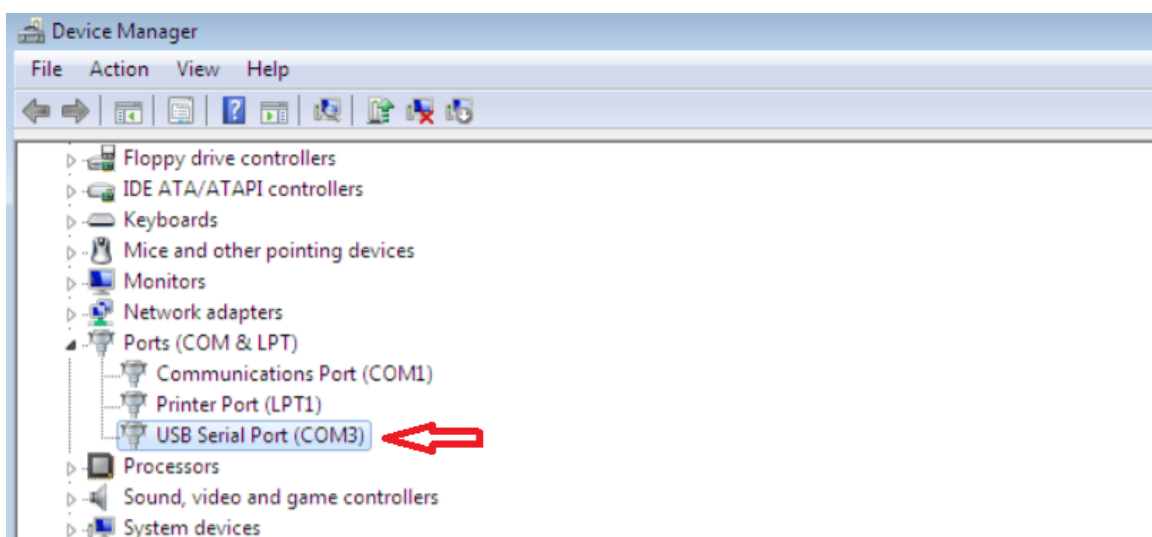 Device Manager
File Action View Help
Floppy drive controllers
IDE ATA/ATAPI controllers
Keyboards
Mice and other pointing devices
Monitors
Network adapters
Ports (COM & LPT)
Communications Port (COM1)
Printer Port (LPT1)
USB Serial Port (COM3)
Processors
Sound, video and game controllers
System devices